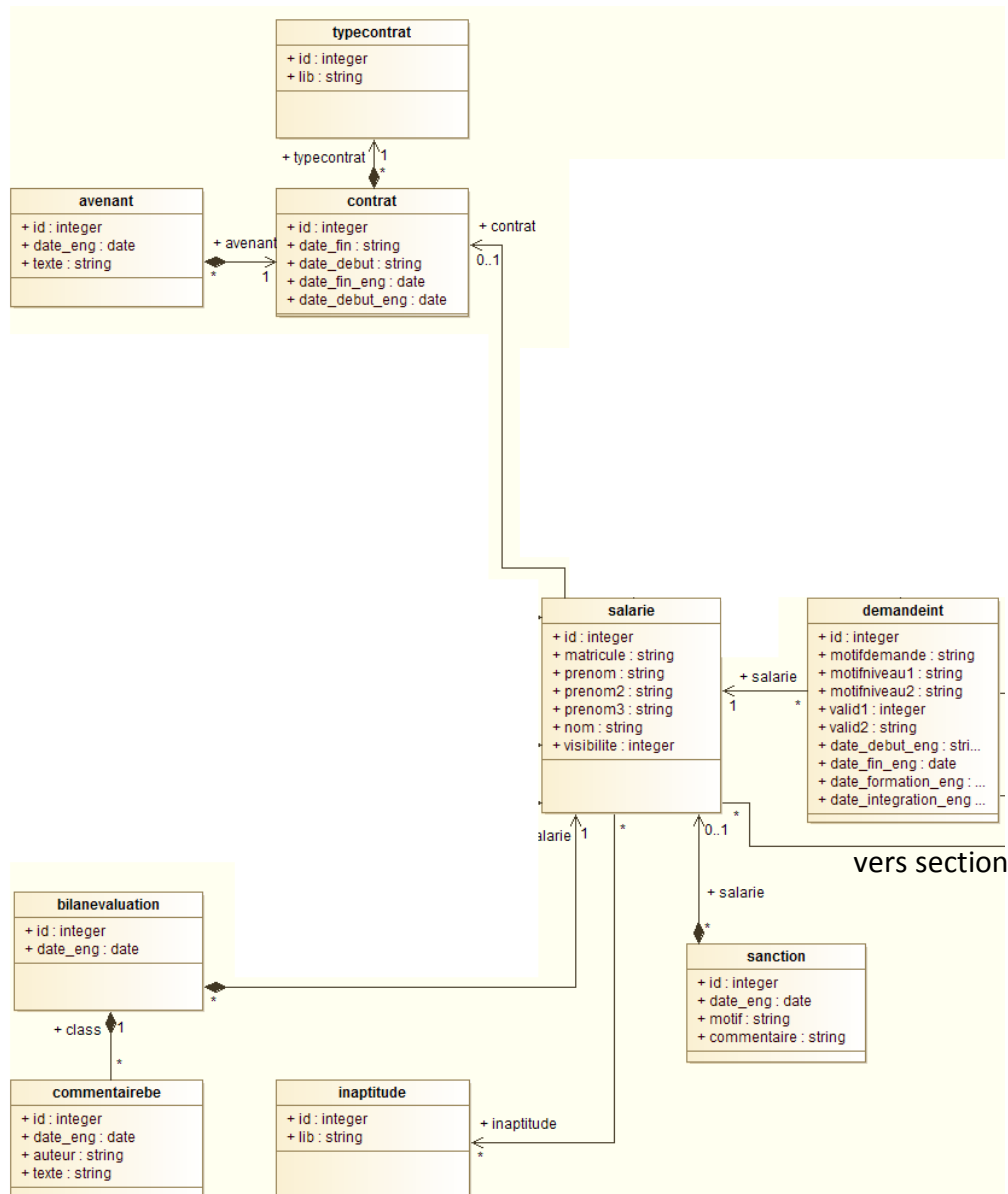 typecontrat
+ id : integer
+ lib : string
+ typecontrat
1
*
avenant
+ id : integer
+ date_eng : date
+ texte : string
+ avenant
*
1
contrat
+ id : integer
+ date_fin : string
+ date_debut : string
+ date_fin_eng : date
+ date_debut_eng : date
+ contrat
0..1
salarie
+ id : integer
+ matricule : string
+ prenom : string
+ prenom2 : string
+ prenom3 : string
+ nom : string
+ visibilite : integer
+ salarie
1
*
demandeint
+ id : integer
+ motifdemande : string
+ motifniveau1 : string
+ motifniveau2 : string
+ valid1 : integer
+ valid2 : string
+ date_debut_eng : stri...
+ date_fin_eng : date
+ date_formation_eng : ...
+ date_integration_eng ...
alarie
1
*
0..1
*
vers section
+ salarie
*
bilanevaluation
+ id : integer
+ date_eng : date
*
+ class
1
*
sanction
+ id : integer
+ date_eng : date
+ motif : string
+ commentaire : string
commentairebe
+ id : integer
+ date_eng : date
+ auteur : string
+ texte : string
inaptitude
+ id : integer
+ lib : string
+ inaptitude
*